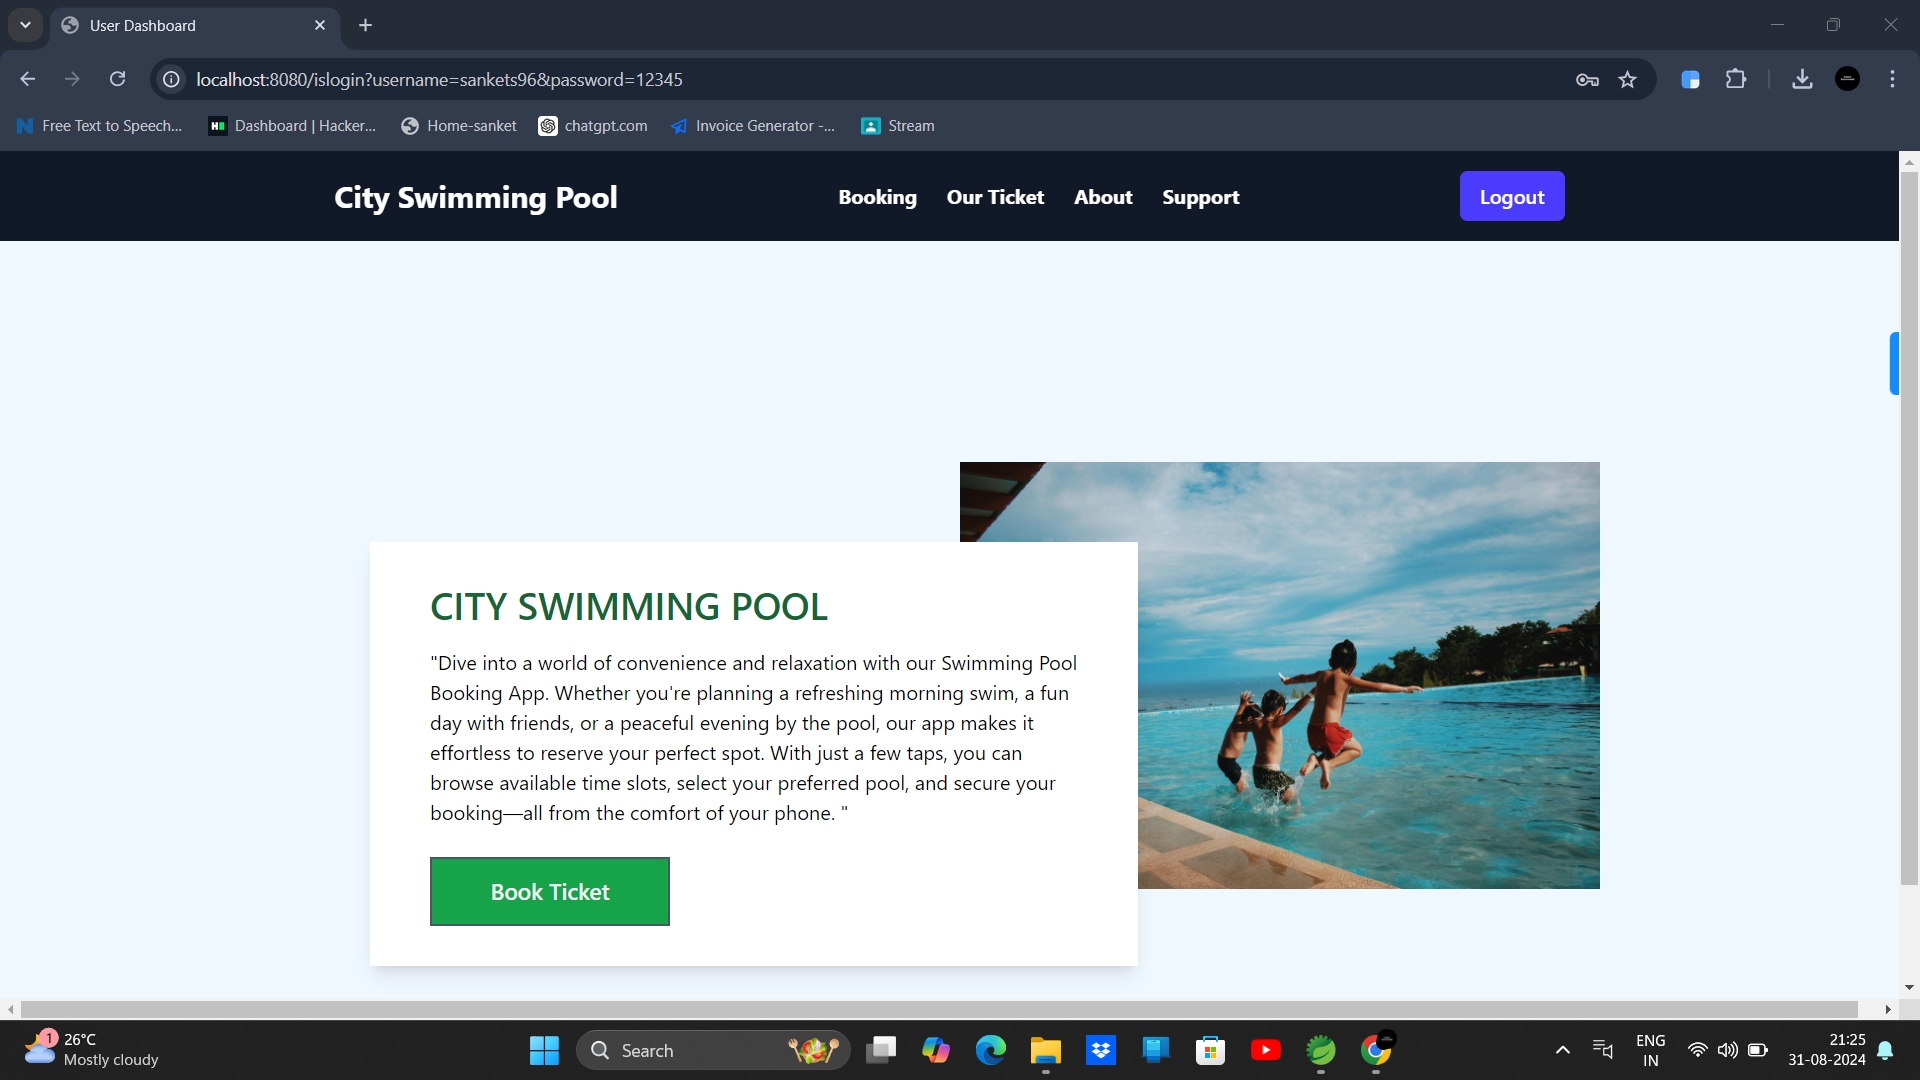 User Dashboard
localhost:8080/islogin?username=sankets96&password=12345
Free Text to Speech...
Dashboard | Hacker...
Home-sanket
chatgpt.com
Invoice Generator -...
Stream
City Swimming Pool
Booking
Our Ticket
About
Support
Logout
CITY SWIMMING POOL
"Dive into a world of convenience and relaxation with our Swimming Pool
Booking App. Whether you're planning a refreshing morning swim, a fun
day with friends, or a peaceful evening by the pool, our app makes it
effortless to reserve your perfect spot. With just a few taps, you can
browse available time slots, select your preferred pool, and secure your
booking—all from the comfort of your phone. "
Book Ticket
1
26°C
Mostly cloudy
Search
ENG
IN
21:25
31-08-2024